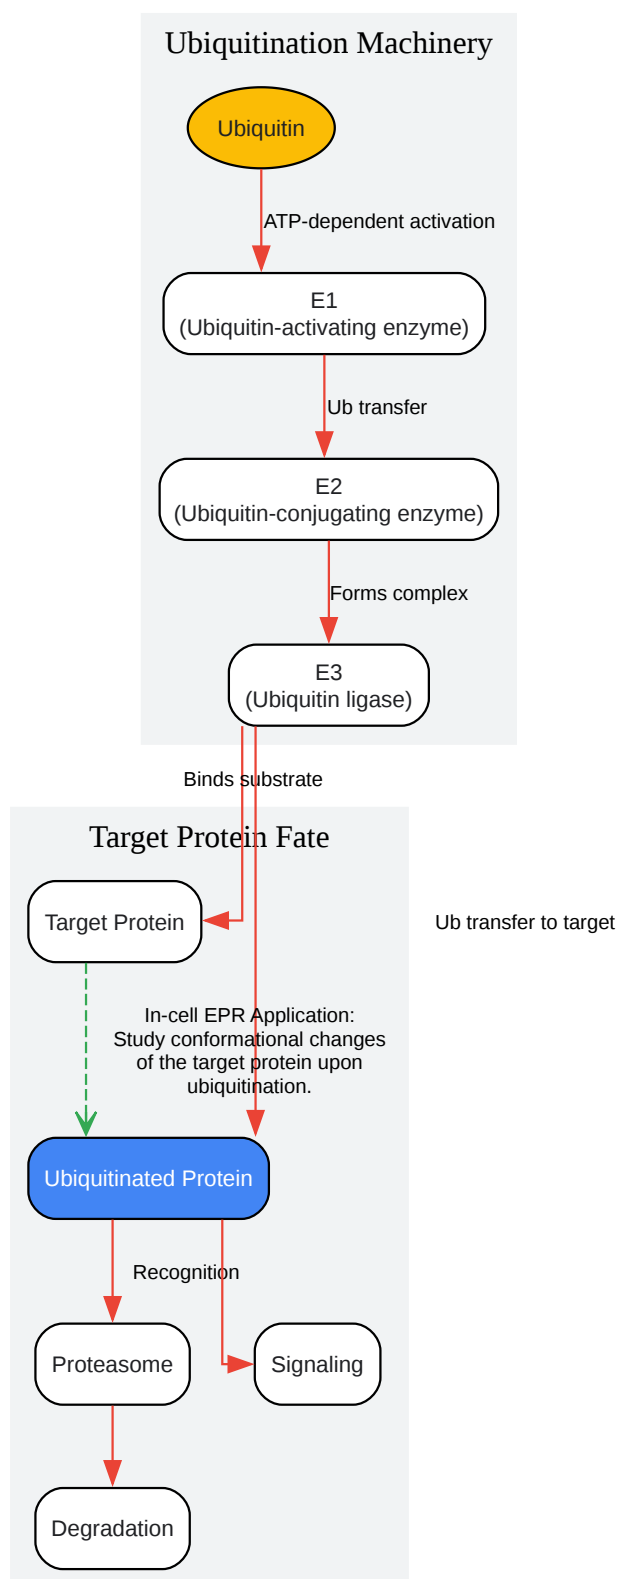 Ubiquitination Machinery
Ubiquitin
ATP-dependent activation
E1
(Ubiquitin-activating enzyme)
Ub transfer
E2
(Ubiquitin-conjugating enzyme)
Forms complex
E3
(Ubiquitin ligase)
Binds substrate
Target Protein Fate
Target Protein
Ub transfer to target
In-cell EPR Application:
Study conformational changes
of the target protein upon
ubiquitination.
Ubiquitinated Protein
Recognition
Proteasome
Signaling
Degradation